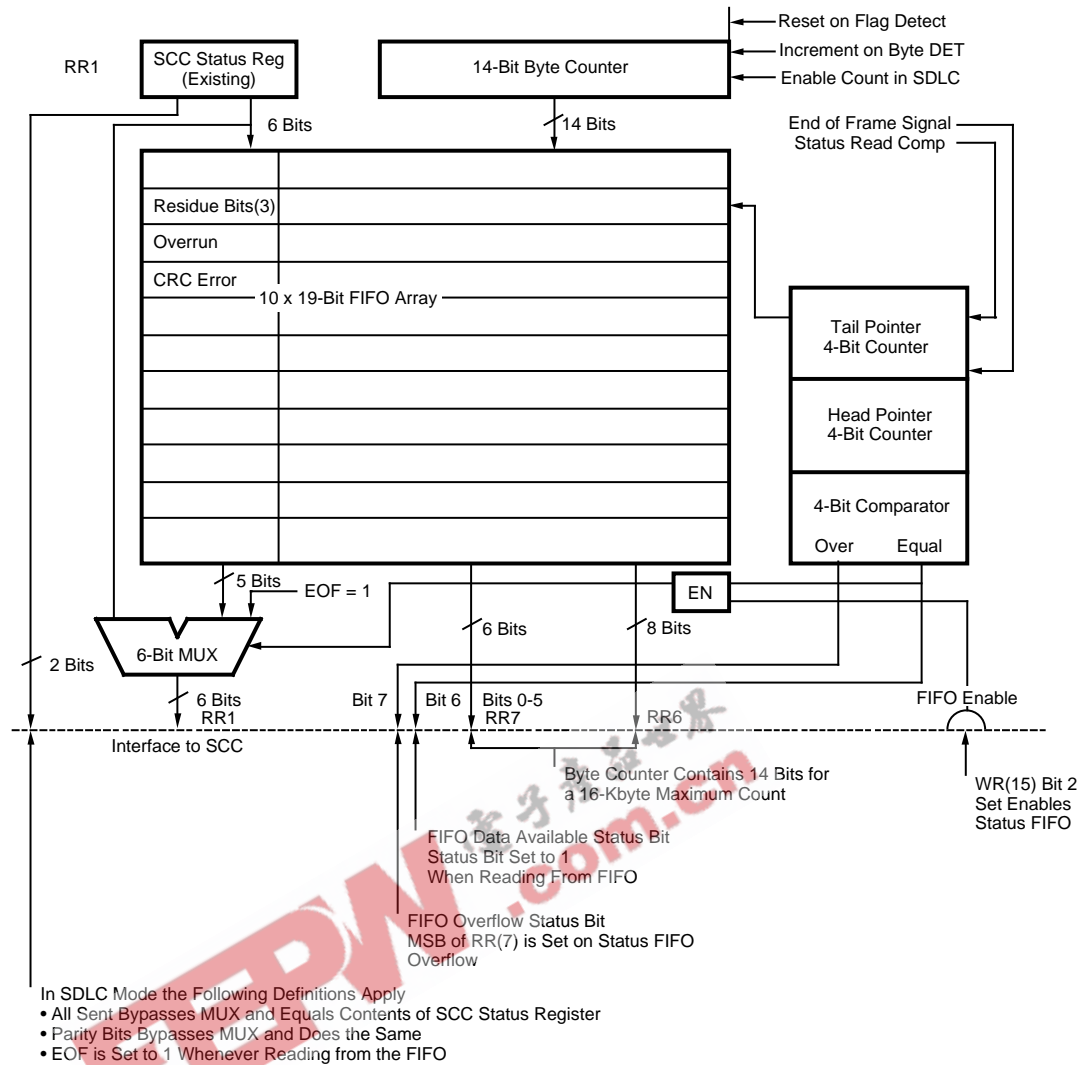 Reset on Flag Detect
RR1
SCC Status Reg
(Existing)
14-Bit Byte Counter
Increment on Byte DET
Enable Count in SDLC
6 Bits
14 Bits
End of Frame Signal
Status Read Comp
Residue Bits(3)
Overrun
CRC Error
10 x 19-Bit FIFO Array
Tail Pointer
4-Bit Counter
Head Pointer
4-Bit Counter
4-Bit Comparator
Over
Equal
5 Bits
EOF = 1
EN
6-Bit MUX
2 Bits
6 Bits
8 Bits
6 Bits
RR1
Bit 7
Bit 6
Bits 0-5
RR7
RR6
FIFO Enable
Interface to SCC
Byte Counter Contains 14 Bits for
a 16-Kbyte Maximum Count
WR(15) Bit 2
Set Enables
Status FIFO
FIFO Data Available Status Bit
Status Bit Set to 1
When Reading From FIFO
FIFO Overflow Status Bit
MSB of RR(7) is Set on Status FIFO
Overflow
In SDLC Mode the Following Definitions Apply
• All Sent Bypasses MUX and Equals Contents of SCC Status Register
• Parity Bits Bypasses MUX and Does the Same
• EOF is Set to 1 Whenever Reading from the FIFO
EEPW
.com.cn
電子產品世界